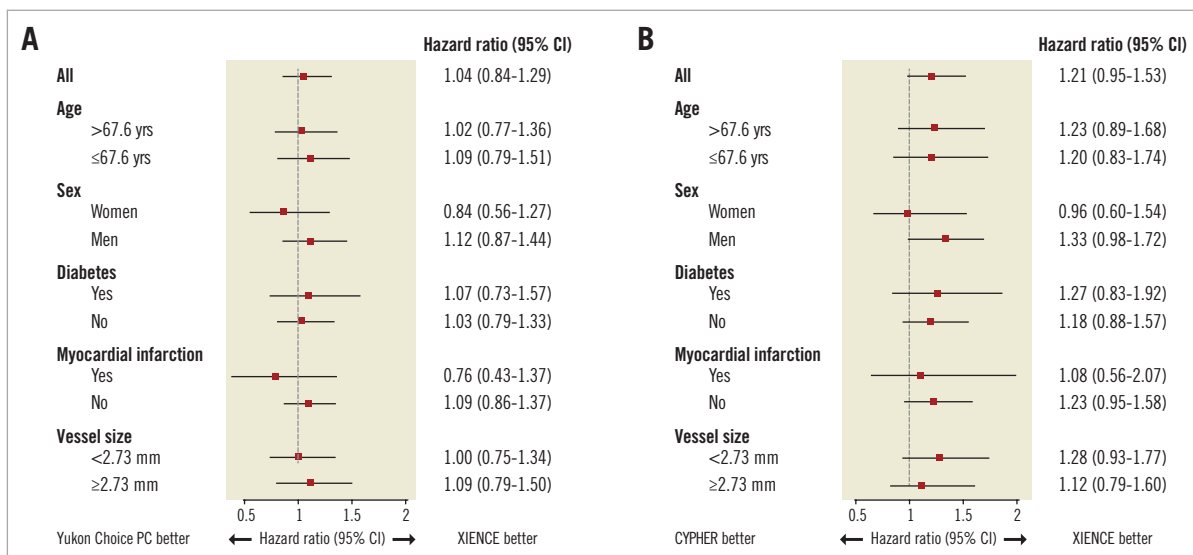 A
Hazard ratio (95% CI)
All 1.04 (0.84-1.29)
Age
>67.6 yrs 1.02 (0.77-1.36)
≤67.6 yrs 1.09 (0.79-1.51)
Sex
Women 0.84 (0.56-1.27)
Men 1.12 (0.87-1.44)
Diabetes
Yes 1.07 (0.73-1.57)
No 1.03 (0.79-1.33)
Myocardial infarction
Yes 0.76 (0.43-1.37)
No 1.09 (0.86-1.37)
Vessel size
<2.73 mm 1.00 (0.75-1.34)
≥2.73 mm 1.09 (0.79-1.50)
0.5 1 1.5 2
Yukon Choice PC better ← Hazard ratio (95% CI) → XIENCE better
B
Hazard ratio (95% CI)
All 1.21 (0.95-1.53)
Age
>67.6 yrs 1.23 (0.89-1.68)
≤67.6 yrs 1.20 (0.83-1.74)
Sex
Women 0.96 (0.60-1.54)
Men 1.33 (0.98-1.72)
Diabetes
Yes 1.27 (0.83-1.92)
No 1.18 (0.88-1.57)
Myocardial infarction
Yes 1.08 (0.56-2.07)
No 1.23 (0.95-1.58)
Vessel size
<2.73 mm 1.28 (0.93-1.77)
≥2.73 mm 1.12 (0.79-1.60)
0.5 1 1.5 2
CYPHER better ← Hazard ratio (95% CI) → XIENCE better